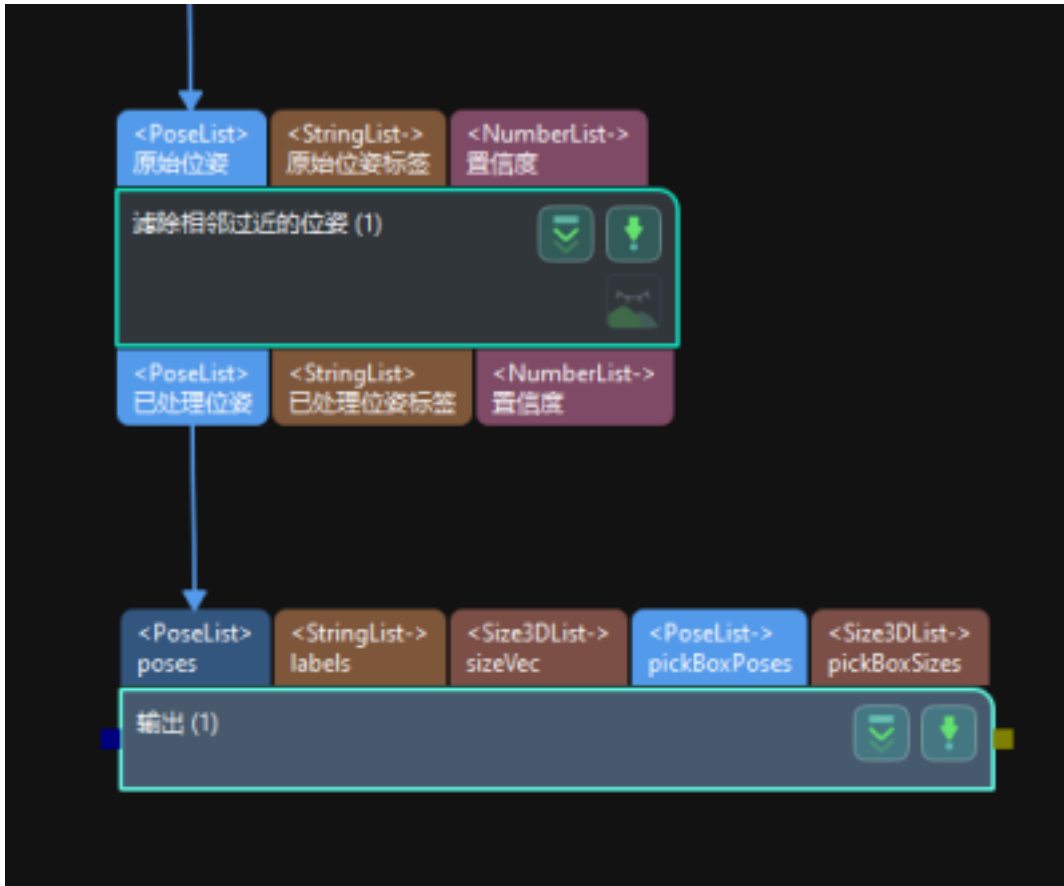 <PoseList>
原始位姿
<StringList->
原始位姿标签
<NumberList->
置信度
滤除相邻过近的位姿 (1)
<PoseList>
已处理位姿
<StringList>
已处理位姿标签
<NumberList->
置信度
<PoseList>
poses
<StringList->
labels
<Size3DList->
sizeVec
<PoseList->
pickBoxPoses
<Size3DList->
pickBoxSizes
输出 (1)